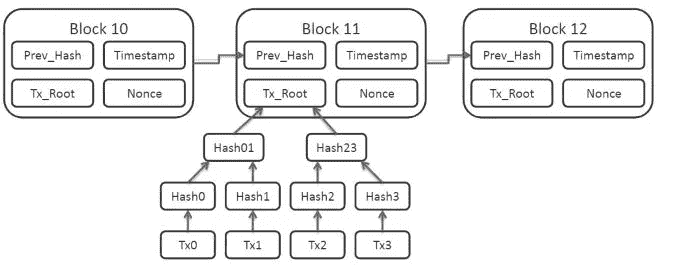 Block 10
Block 11
Block 12
Prev_Hash
Timestamp
Prev_Hash
Timestamp
Prev_Hash
Timestamp
Tx_Root
Nonce
Tx_Root
Nonce
Tx_Root
Nonce
Hash01
Hash23
Hash0
Hash1
Hash2
Hash3
Tx0
Tx1
Tx2
Tx3